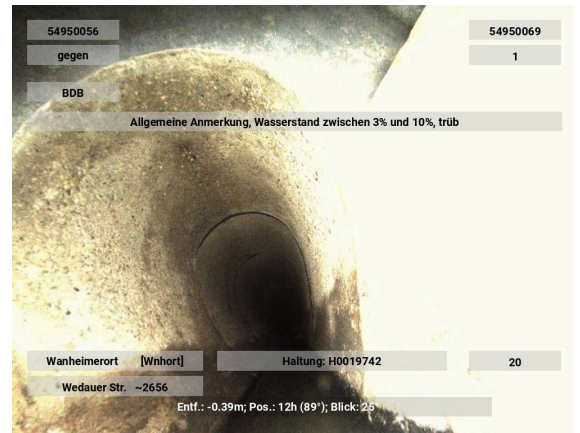 54950056
54950069
gegen
1
BDB
Allgemeine Anmerkung, Wasserstand zwischen 3% und 10%, trüb
Wanheimerort [Wnhort]
Haltung: H0019742
20
Wedauer Str. ~2656
Entf.: -0.39m; Pos.: 12h (89°); Blick: 25°